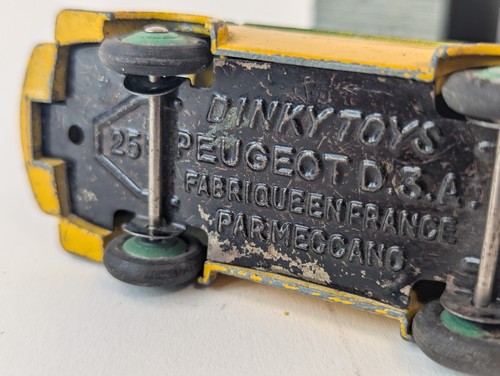 DINKY TOYS
25
PEUGEOT D.3.A.
FABRIQUE EN FRANCE
PAR MECCANO